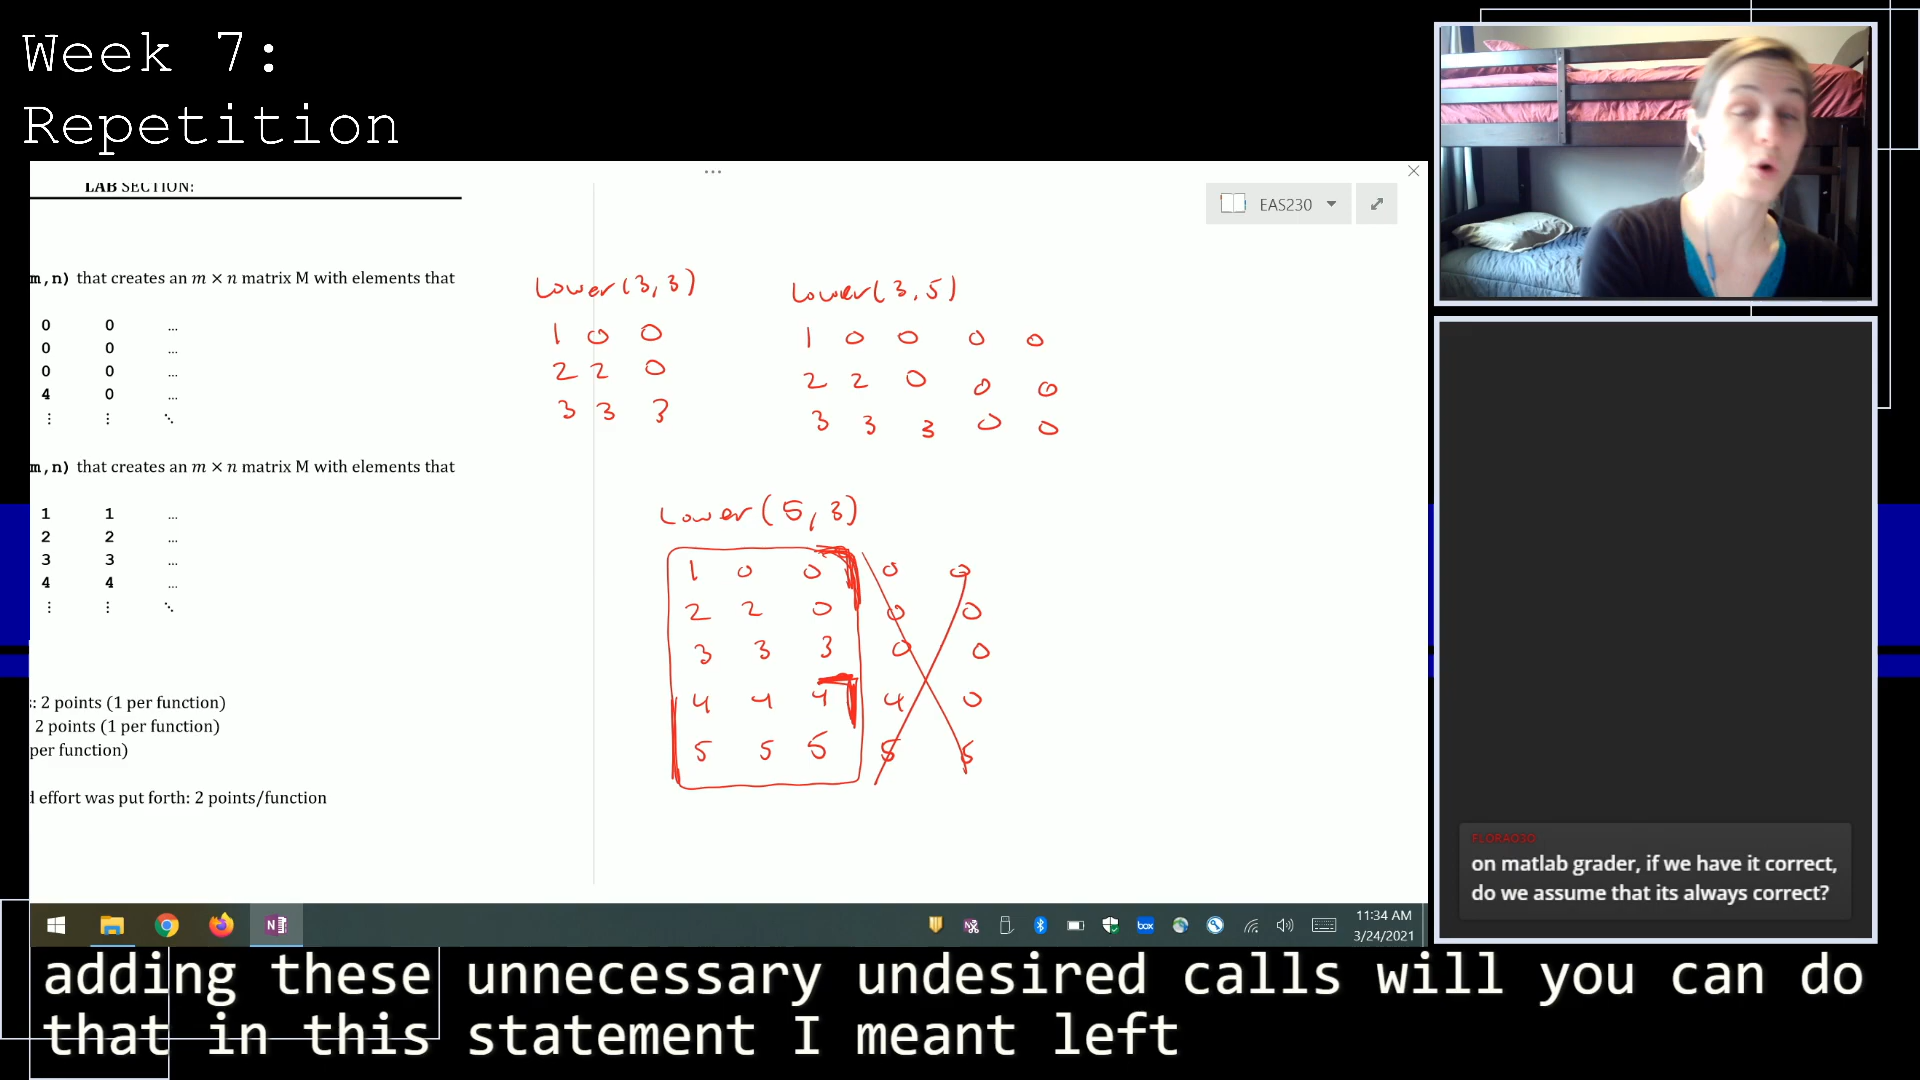 Week 7:
Repetition
LAB SECTION:
EAS230
m,n) that creates an m × n matrix M with elements that
0 0 ...
0 0 ...
0 0 ...
4 0 ...
⋮ ⋮ ⋱
m,n) that creates an m × n matrix M with elements that
1 1 ...
2 2 ...
3 3 ...
4 4 ...
⋮ ⋮ ⋱
s: 2 points (1 per function)
2 points (1 per function)
per function)
d effort was put forth: 2 points/function
Lower(3,3)
1 0 0
2 2 0
3 3 3
Lower(3,5)
1 0 0 0 0
2 2 0 0 0
3 3 3 0 0
Lower(5,3)
1 0 0 0 0
2 2 0 0 0
3 3 3 0 0
4 4 4 4 0
5 5 5 5 5
FLORAO3O
on matlab grader, if we have it correct,
do we assume that its always correct?
box
11:34 AM
3/24/2021
adding these unnecessary undesired calls will you can do
that in this statement I meant left